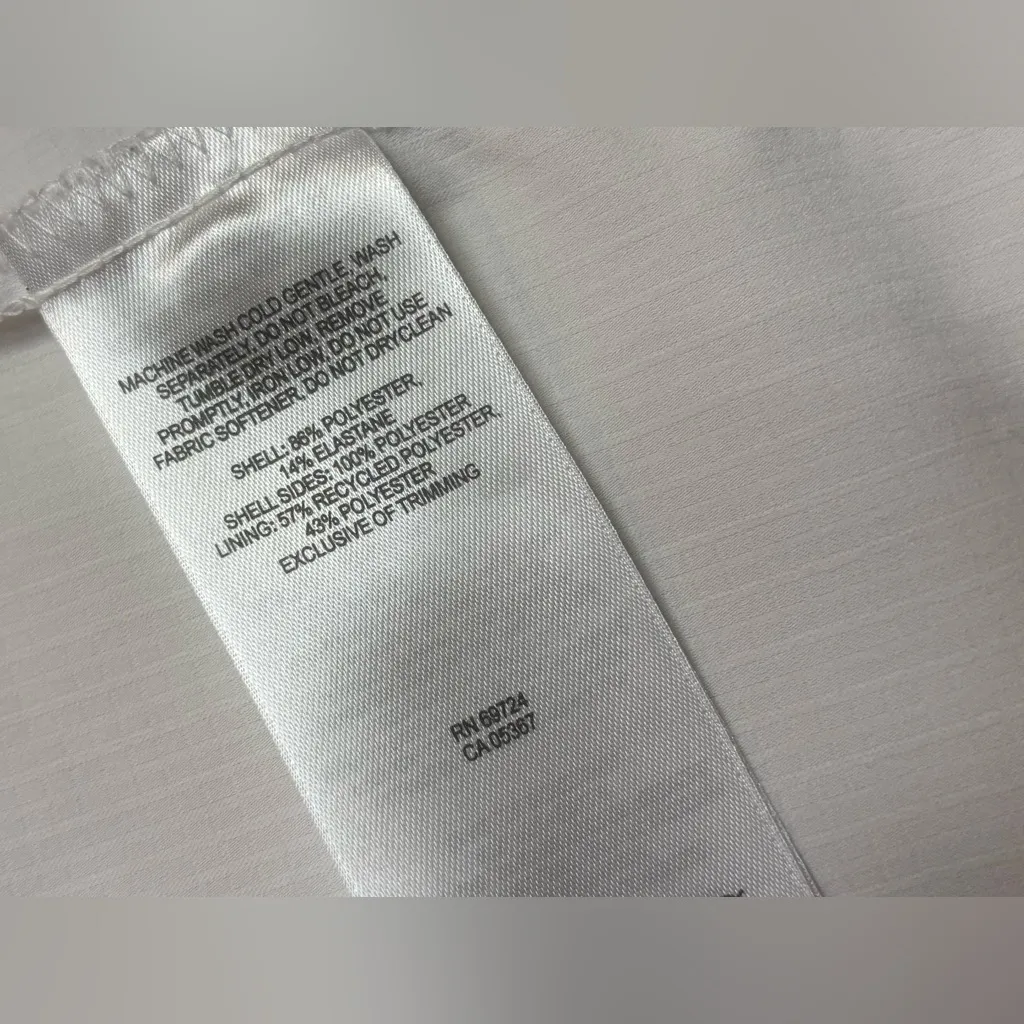 MACHINE WASH COLD GENTLE, WASH
SEPARATELY, DO NOT BLEACH,
TUMBLE DRY LOW, REMOVE
PROMPTLY, IRON LOW, DO NOT USE
FABRIC SOFTENER, DO NOT DRY CLEAN
SHELL: 86% POLYESTER,
14% ELASTANE
SHELL SIDES: 100% POLYESTER
LINING: 57% RECYCLED POLYESTER,
43% POLYESTER
EXCLUSIVE OF TRIMMING
RN 69724
CA 05367